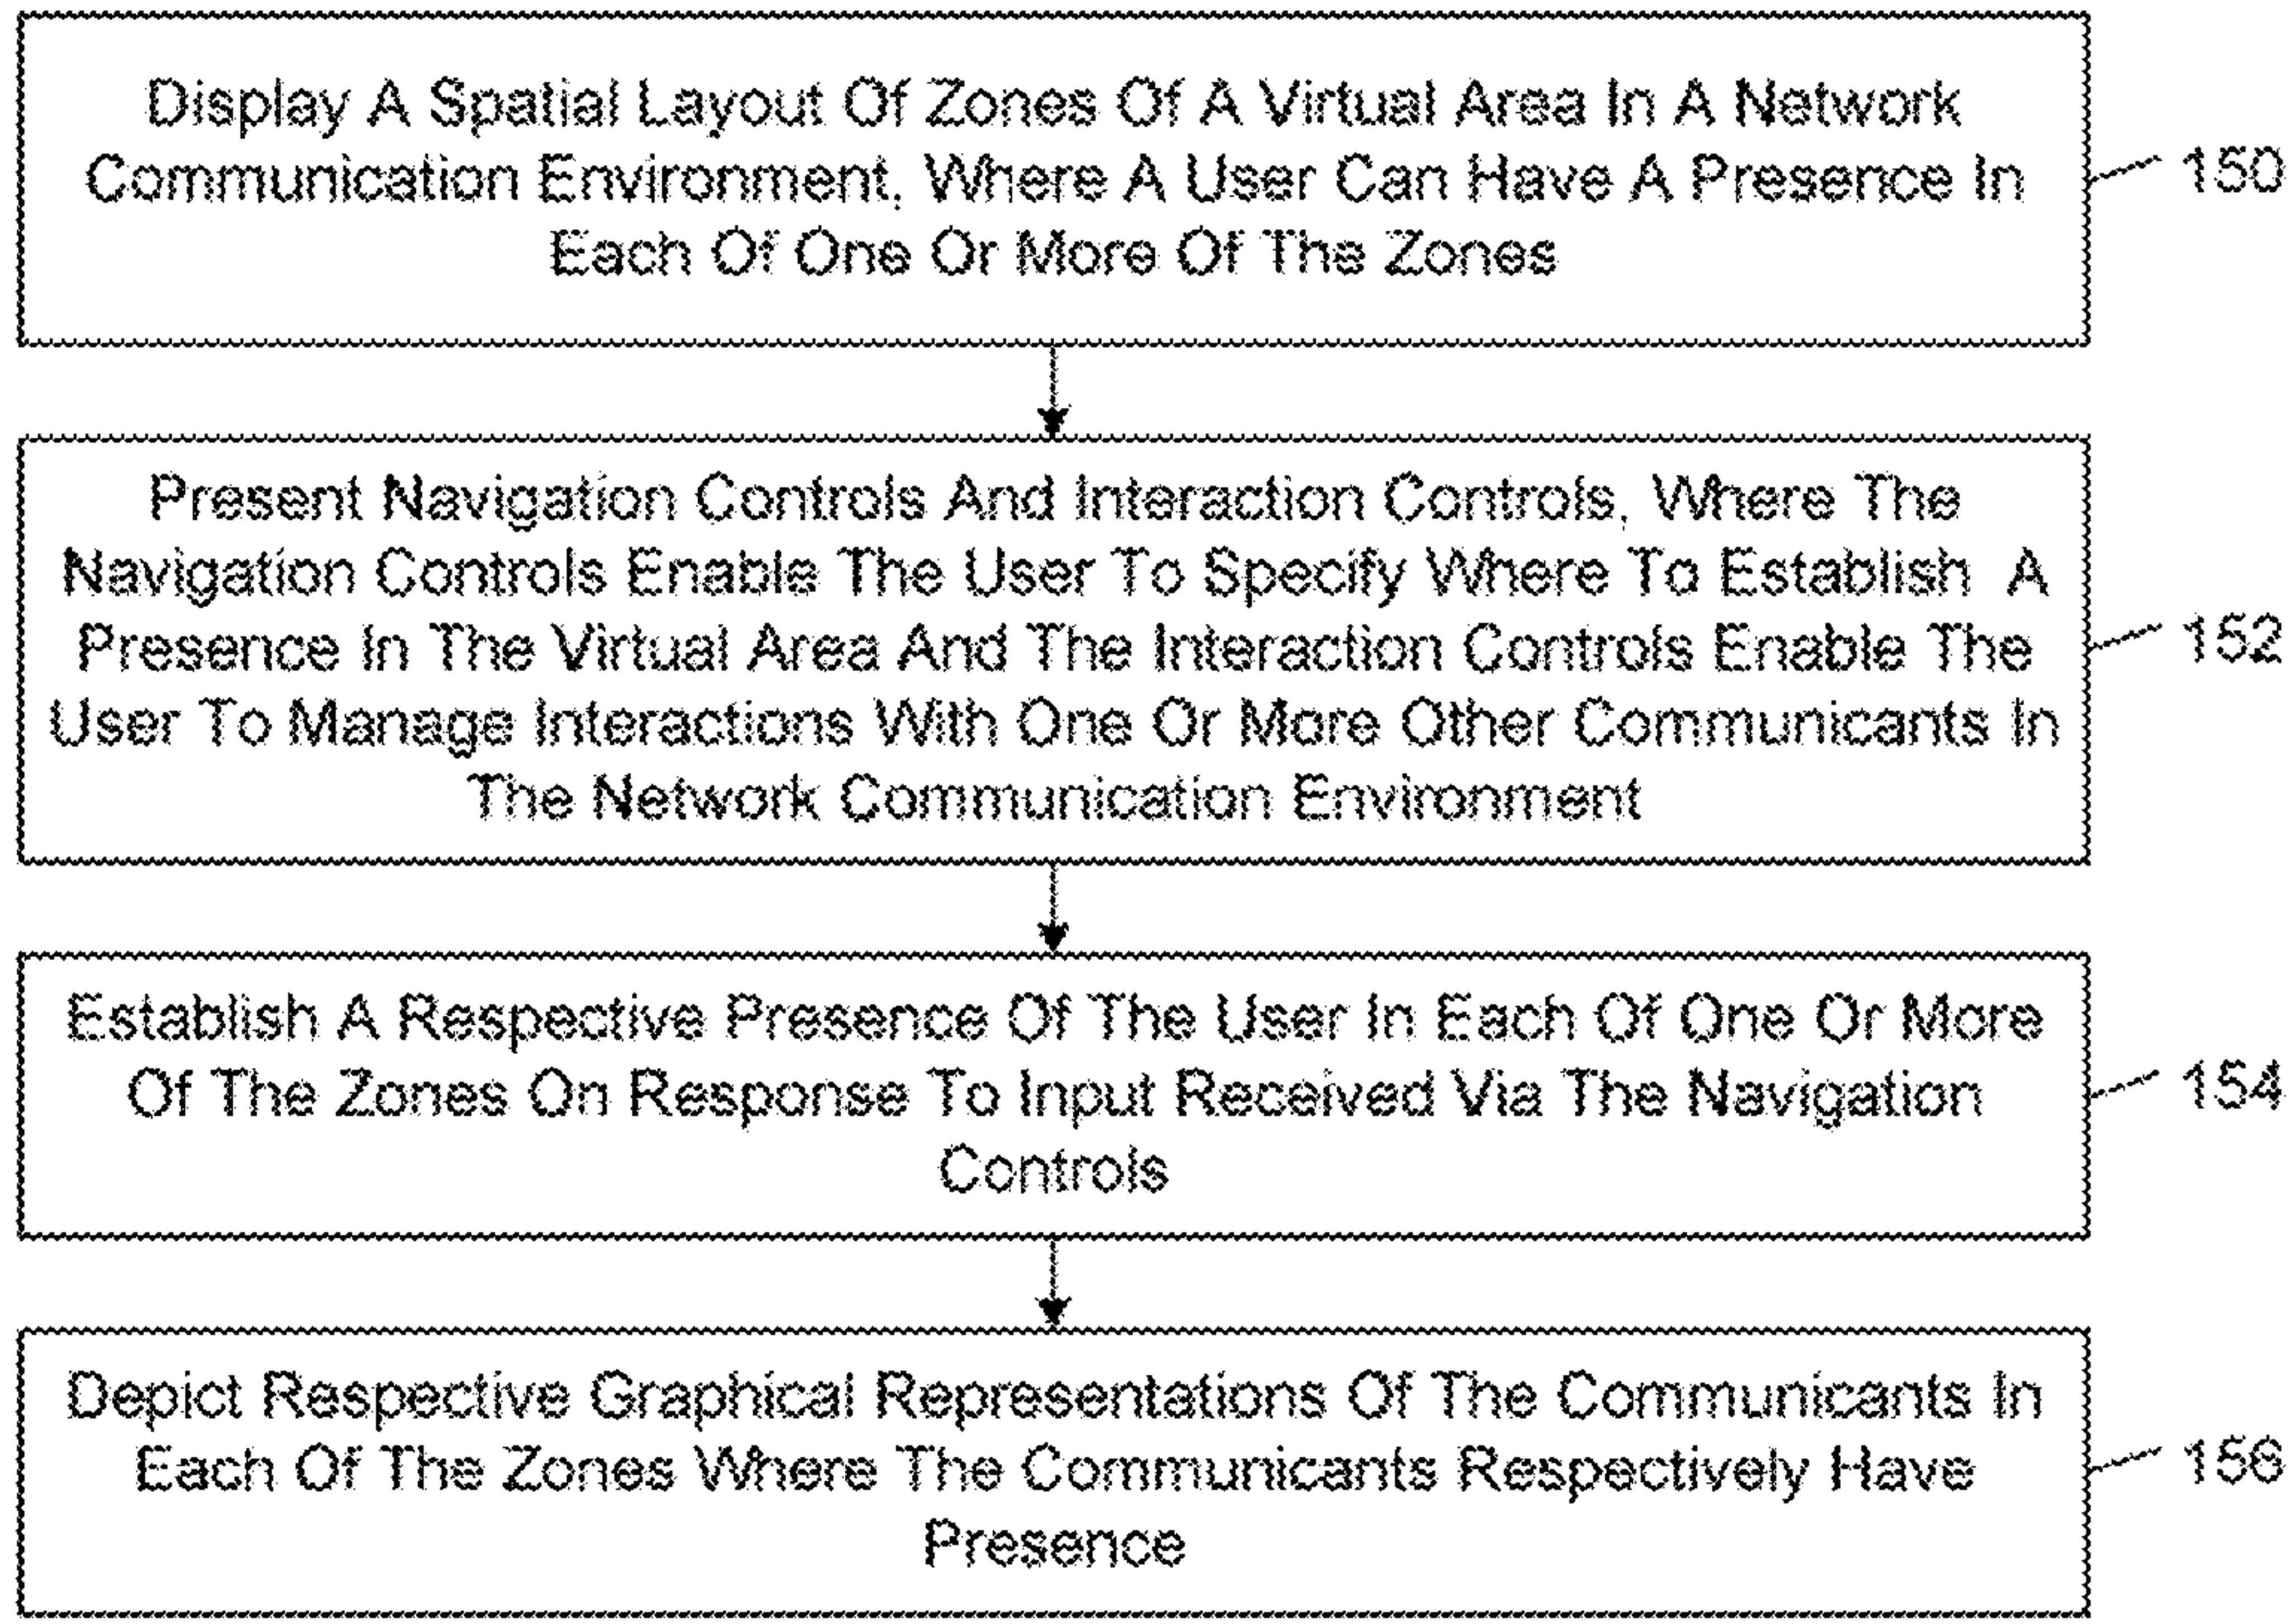 Display A Spatial Layout Of Zones Of A Virtual Area In A Network
Communication Environment, Where A User Can Have A Presence In
Each Of One Or More Of The Zones
150
Present Navigation Controls And Interaction Controls, Where The
Navigation Controls Enable The User To Specify Where To Establish A
Presence In The Virtual Area And The Interaction Controls Enable The
User To Manage Interactions With One Or More Other Communicants In
The Network Communication Environment
152
Establish A Respective Presence Of The User In Each Of One Or More
Of The Zones On Response To Input Received Via The Navigation
Controls
154
Depict Respective Graphical Representations Of The Communicants In
Each Of The Zones Where The Communicants Respectively Have
Presence
156